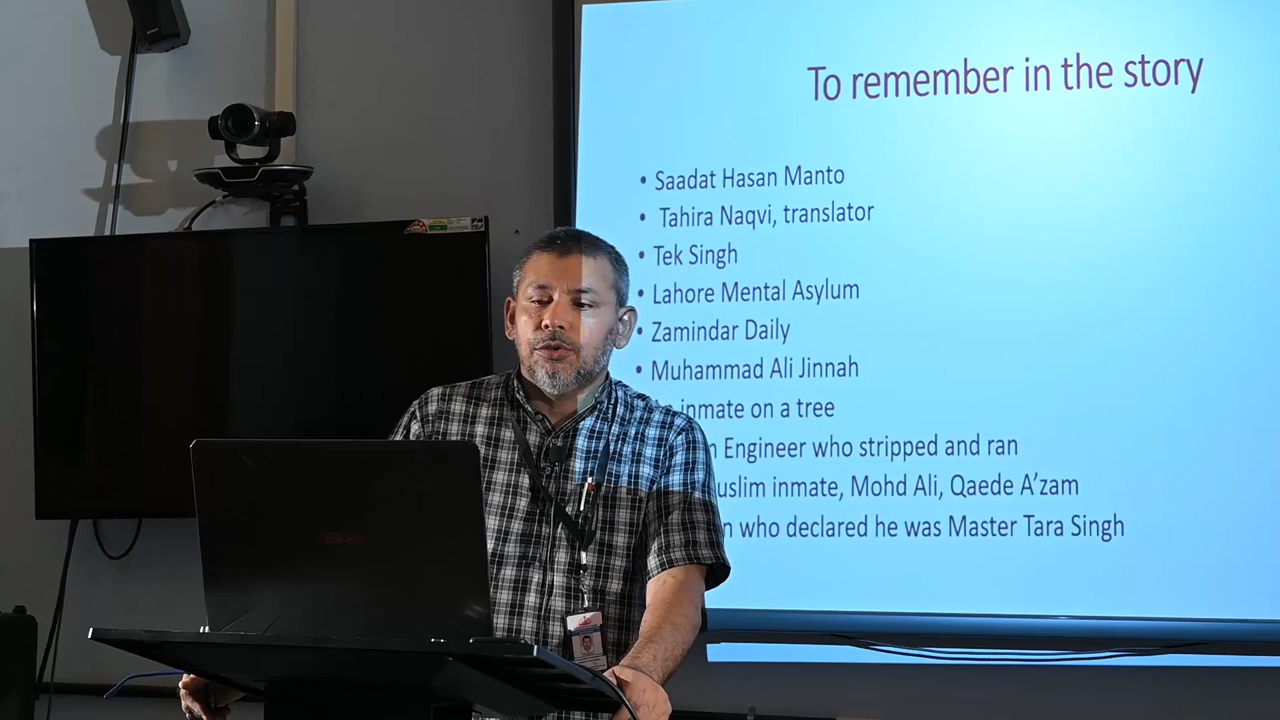 To remember in the story
• Saadat Hasan Manto
• Tahira Naqvi, translator
• Tek Singh
• Lahore Mental Asylum
• Zamindar Daily
• Muhammad Ali Jinnah
inmate on a tree
Engineer who stripped and ran
inmate, Mohd Ali, Qaede A'zam
who declared he was Master Tara Singh